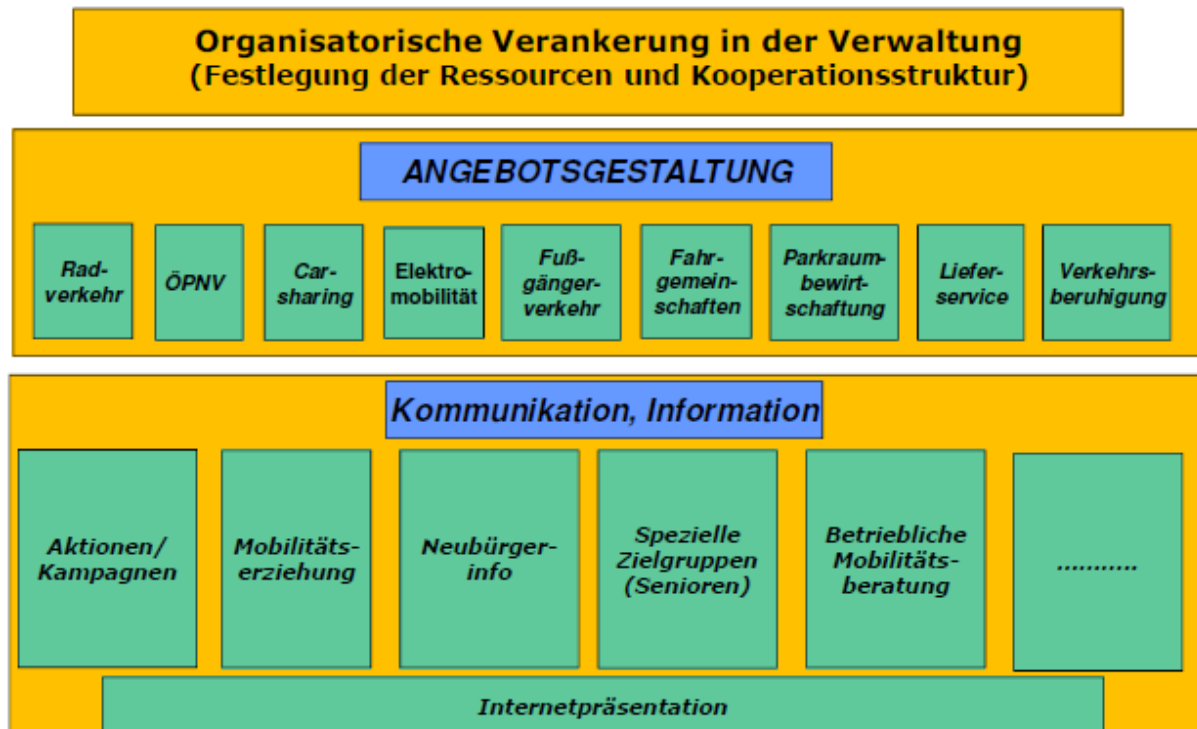 Organisatorische Verankerung in der Verwaltung
(Festlegung der Ressourcen und Kooperationsstruktur)
ANGEBOTSGESTALTUNG
Rad-
verkehr
ÖPNV
Car-
sharing
Elektro-
mobilität
Fuß-
gänger-
verkehr
Fahr-
gemein-
schaften
Parkraum-
bewirt-
schaftung
Liefer-
service
Verkehrs-
beruhigung
Kommunikation, Information
Aktionen/
Kampagnen
Mobilitäts-
erziehung
Neubürger-
info
Spezielle
Zielgruppen
(Senioren)
Betriebliche
Mobilitäts-
beratung
...........
Internetpräsentation